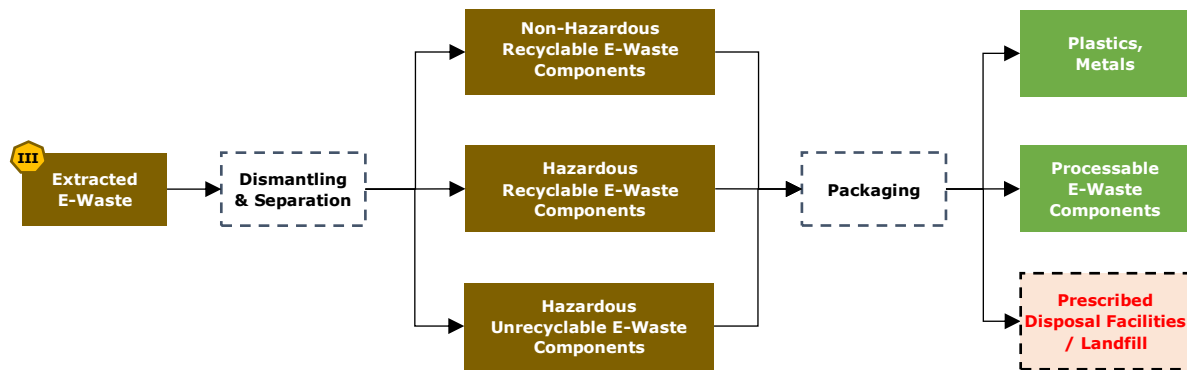 III
Extracted
E-Waste
Dismantling
& Separation
Non-Hazardous
Recyclable E-Waste
Components
Hazardous
Recyclable E-Waste
Components
Hazardous
Unrecyclable E-Waste
Components
Packaging
Plastics,
Metals
Processable
E-Waste
Components
Prescribed
Disposal Facilities
/ Landfill